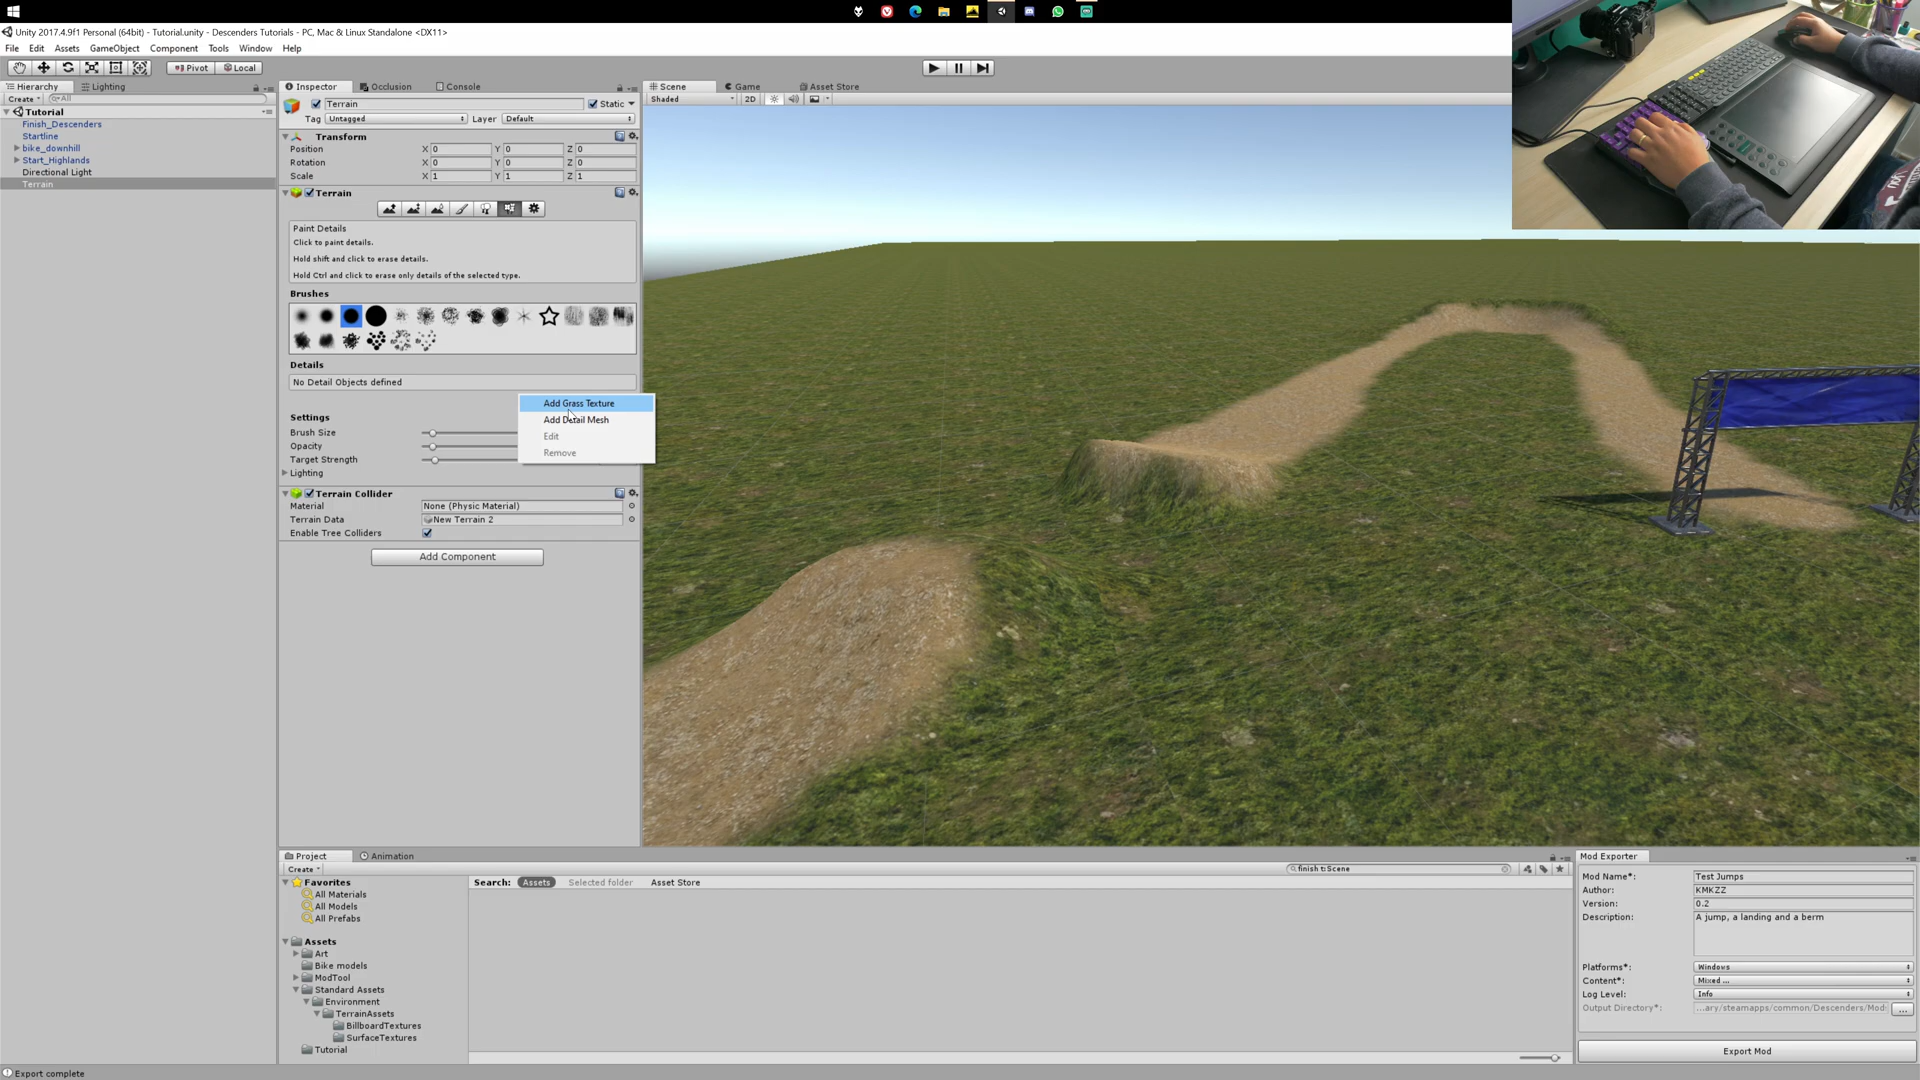 Unity 2017.4.9f1 Personal (64bit) - Tutorial.unity - Descenders Tutorials - PC, Mac & Linux Standalone <DX11>
File Edit Assets GameObject Component Tools Window Help
Pivot Local
Hierarchy Lighting
Create All
Tutorial
Finish_Descenders
Startline
bike_downhill
Start_Highlands
Directional Light
Terrain
Inspector Occlusion Console
Terrain Static
Tag Untagged Layer Default
Transform
Position X 0 Y 0 Z 0
Rotation X 0 Y 0 Z 0
Scale X 1 Y 1 Z 1
Terrain
Paint Details
Click to paint details.
Hold shift and click to erase details.
Hold Ctrl and click to erase only details of the selected type.
Brushes
Details
No Detail Objects defined
Add Grass Texture
Add Detail Mesh
Edit
Remove
Settings
Brush Size
Opacity
Target Strength
Lighting
Terrain Collider
Material None (Physic Material)
Terrain Data New Terrain 2
Enable Tree Colliders
Add Component
Scene Game Asset Store
Shaded 2D
Project Animation
Create finish t:Scene
Favorites
All Materials
All Models
All Prefabs
Assets
Art
Bike models
ModTool
Standard Assets
Environment
TerrainAssets
BillboardTextures
SurfaceTextures
Tutorial
Search: Assets Selected folder Asset Store
Mod Exporter
Mod Name*: Test Jumps
Author: KMKZZ
Version: 0.2
Description: A jump, a landing and a berm
Platforms*: Windows
Content*: Mixed ...
Log Level: Info
Output Directory*: ...ary/steamapps/common/Descenders/Mods ...
Export Mod
Export complete